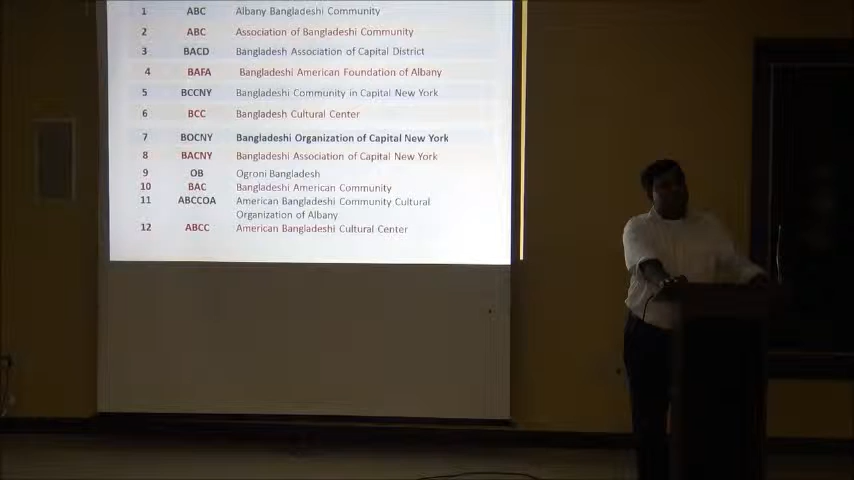 1 ABC Albany Bangladeshi Community
2 ABC Association of Bangladeshi Community
3 BACD Bangladesh Association of Capital District
4 BAFA Bangladeshi American Foundation of Albany
5 BCCNY Bangladeshi Community in Capital New York
6 BCC Bangladesh Cultural Center
7 BOCNY Bangladeshi Organization of Capital New York
8 BACNY Bangladeshi Association of Capital New York
9 OB Ogroni Bangladesh
10 BAC Bangladeshi American Community
11 ABCCOA American Bangladeshi Community Cultural
Organization of Albany
12 ABCC American Bangladeshi Cultural Center